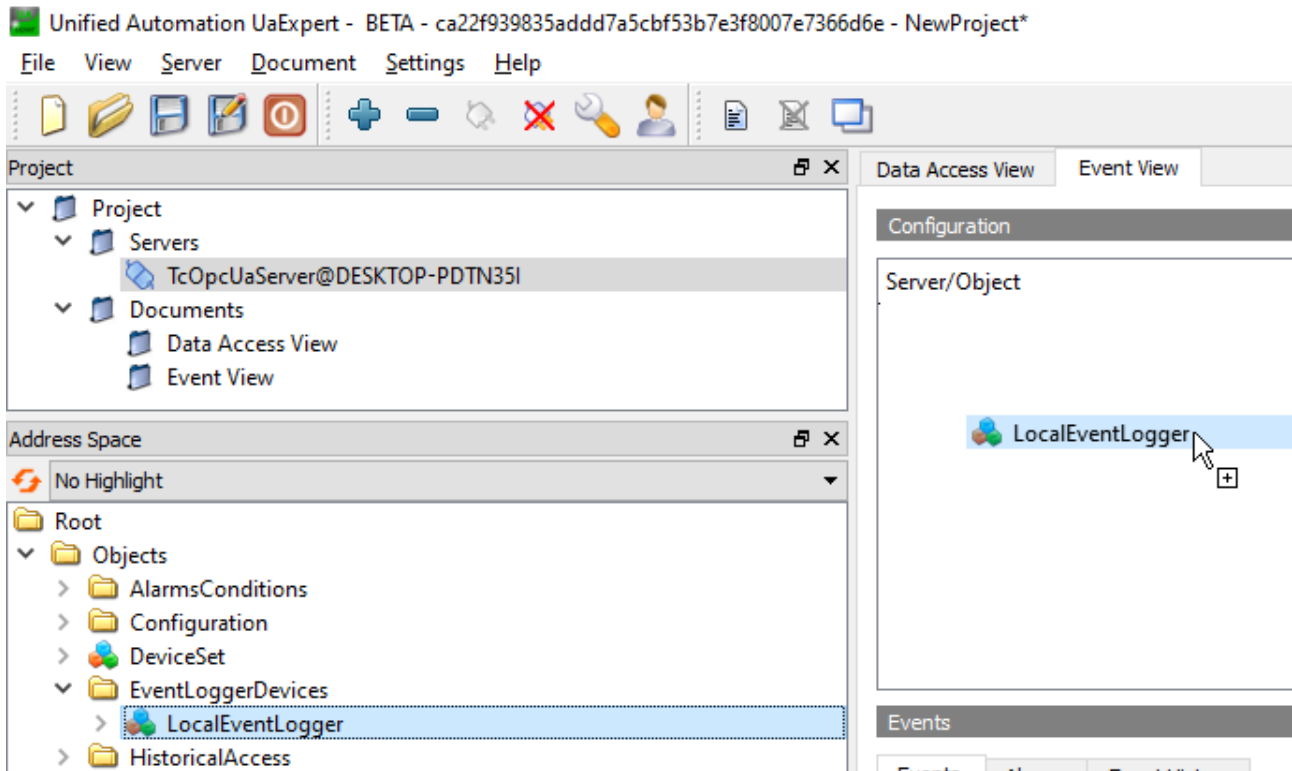 Unified Automation UaExpert - BETA - ca22f939835addd7a5cbf53b7e3f8007e7366d6e - NewProject*
File View Server Document Settings Help
Project
Data Access View Event View
Project
Servers
TcOpcUaServer@DESKTOP-PDTN35I
Documents
Data Access View
Event View
Configuration
Server/Object
LocalEventLogger
Address Space
No Highlight
Root
Objects
AlarmsConditions
Configuration
DeviceSet
EventLoggerDevices
LocalEventLogger
HistoricalAccess
Events
Events